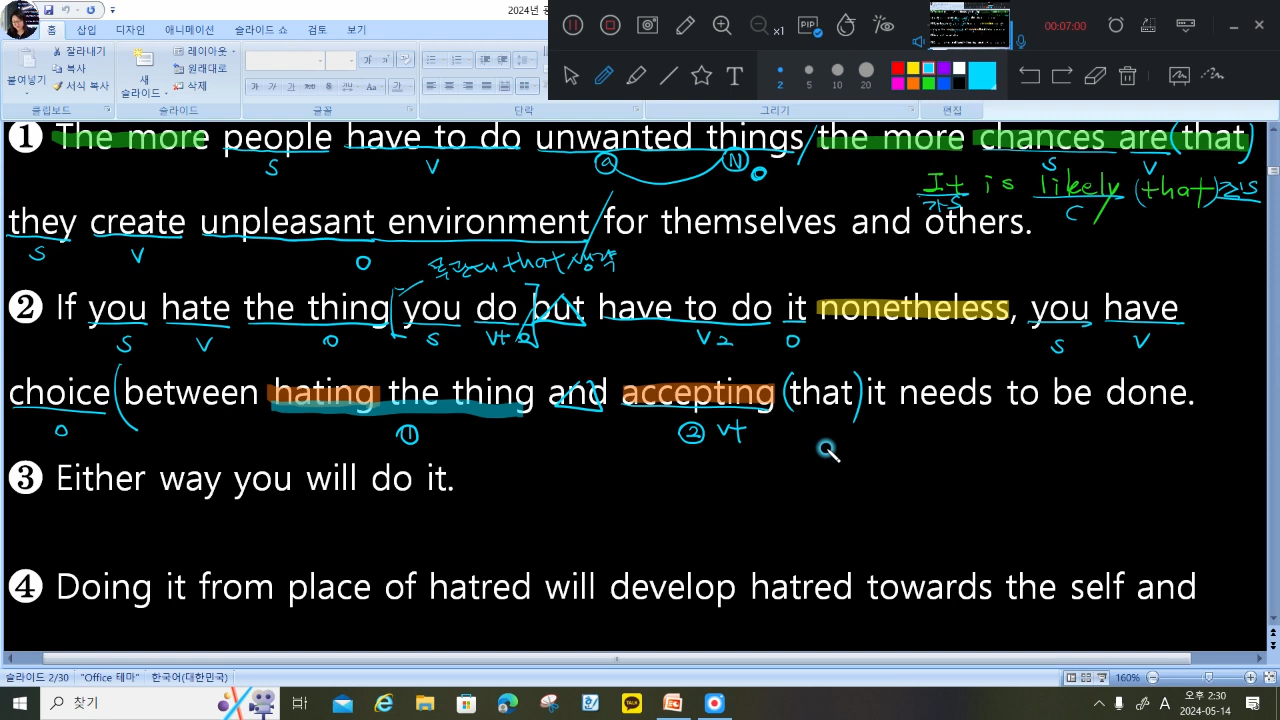 2024년
00:07:00
홈 삽입 디자인 애니메이션 슬라이드 쇼 검토 보기
PIP x1
잘라내기 레이아웃
붙여넣기 서식 복사 새 슬라이드 원래대로 삭제
T 2 5 10 20
클립보드 슬라이드 글꼴 단락 그리기 편집
❶ The more people have to do unwanted things/the more chances are(that)
S V a N O S V
It is likely (that) 진S
가S C
they create unpleasant environment for themselves and others.
S V O 목관대 that 생략
❷ If you hate the thing[you do]but have to do it nonetheless, you have
S V O S vt V2 O S V
choice(between hating the thing and accepting(that)it needs to be done.
O ① ② vt
❸ Either way you will do it.
❹ Doing it from place of hatred will develop hatred towards the self and
슬라이드 2/30 "Office 테마" 한국어(대한민국) 160%
찾기 TALK A 오후 2:30
2024-05-14